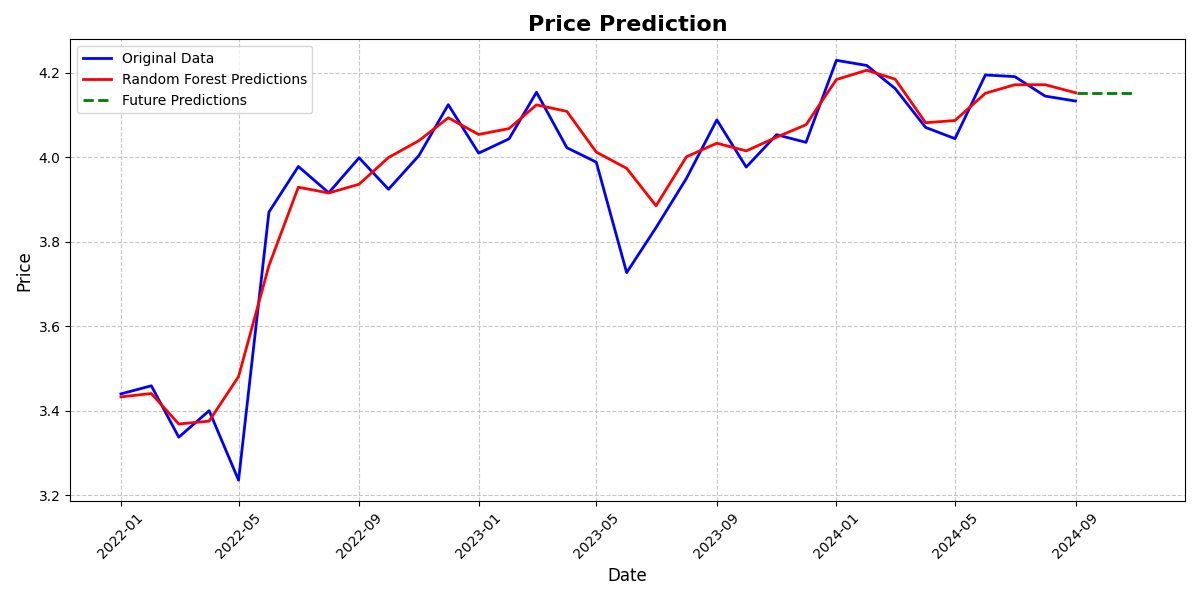 Price Prediction
Original Data
Random Forest Predictions
Future Predictions
Price
4.2
4.0
3.8
3.6
3.4
3.2
2022-01
2022-05
2022-09
2023-01
2023-05
2023-09
2024-01
2024-05
2024-09
Date